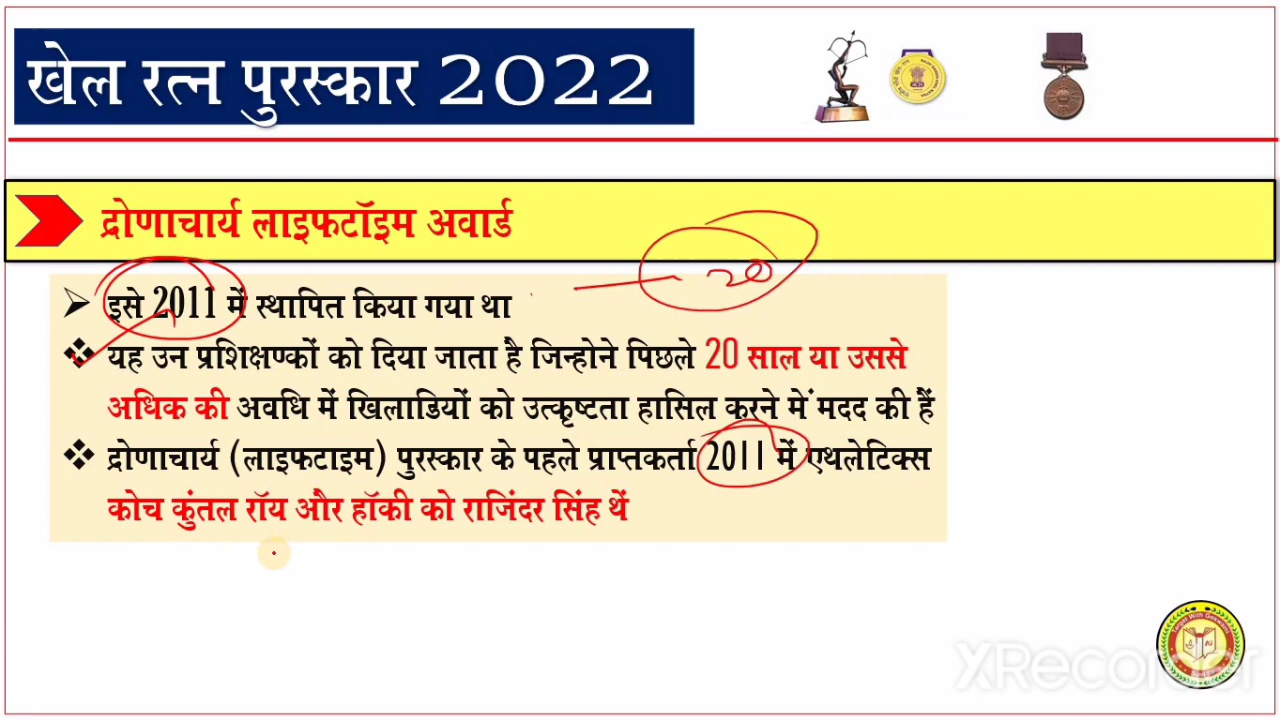 खेल रत्न पुरस्कार 2022
द्रोणाचार्य लाइफटॉइम अवार्ड
20
इसे 2011 में स्थापित किया गया था
यह उन प्रशिक्षण्कों को दिया जाता है जिन्होने पिछले 20 साल या उससे
अधिक की अवधि में खिलाडियों को उत्कृष्टता हासिल करने में मदद की हैं
द्रोणाचार्य (लाइफटाइम) पुरस्कार के पहले प्राप्तकर्ता 2011 में एथलेटिक्स
कोच कुंतल रॉय और हॉकी को राजिंदर सिंह थें
XRecorder